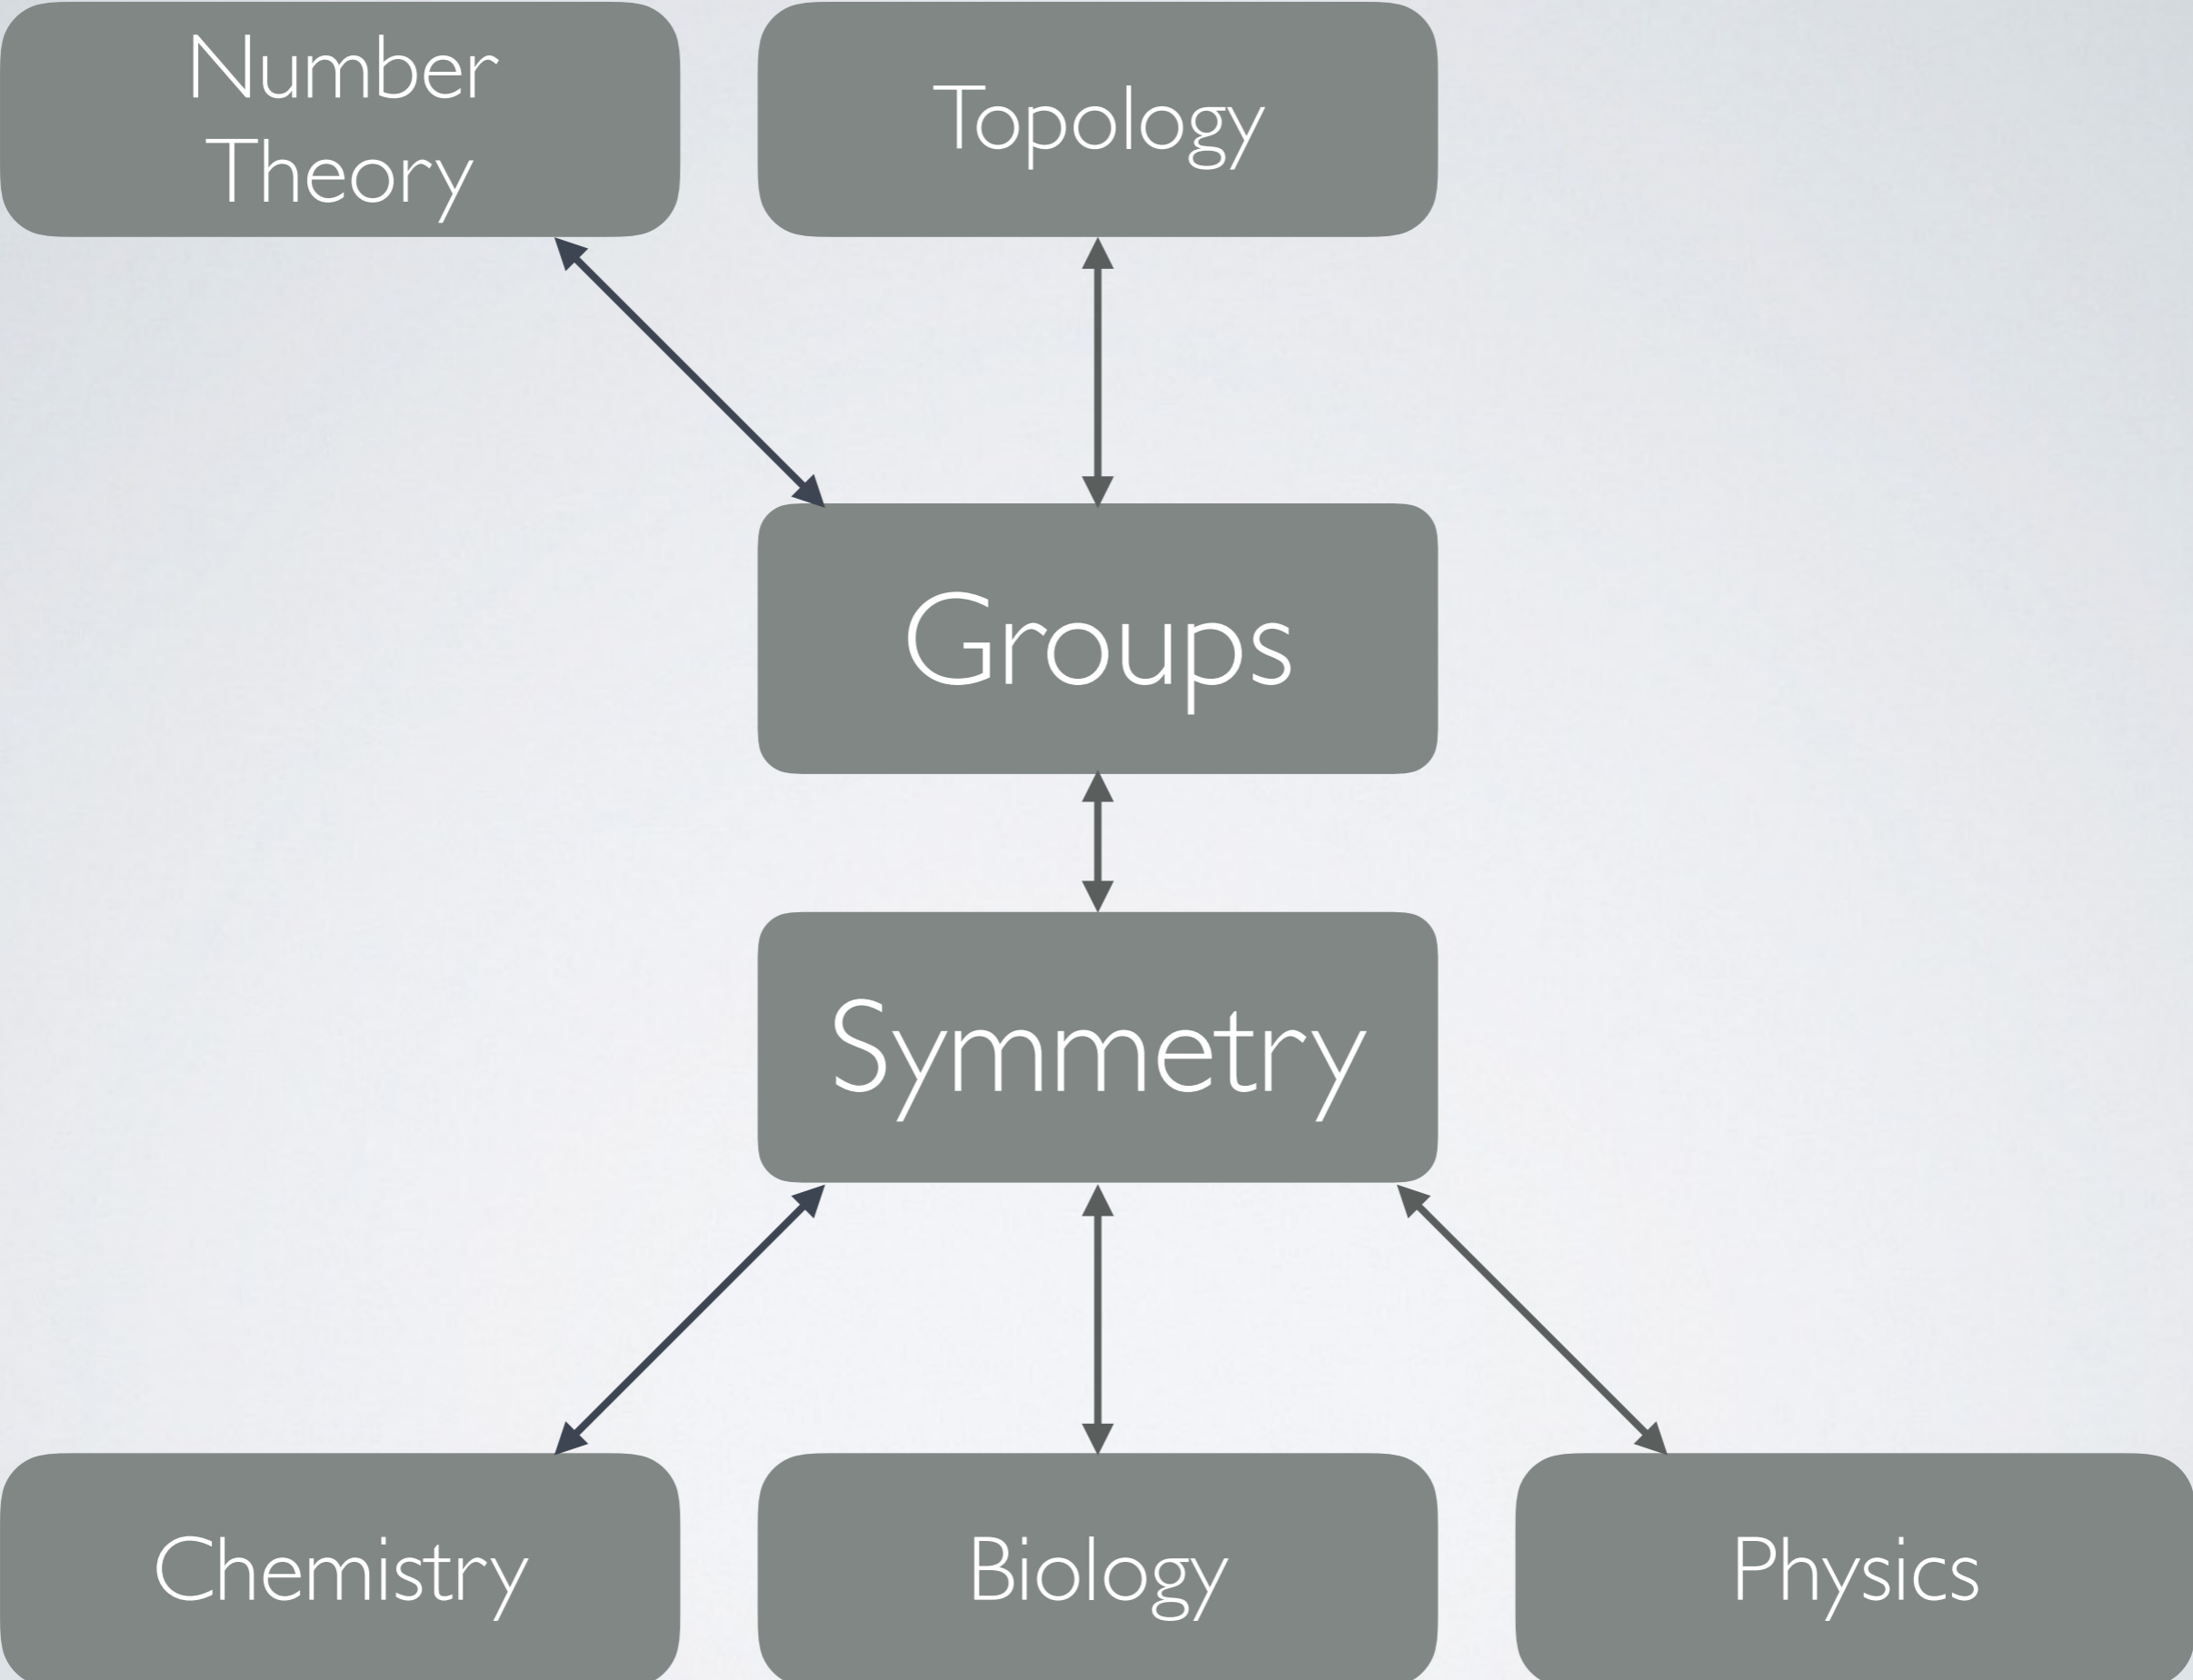 Number
Theory
Topology
Groups
Symmetry
Chemistry
Biology
Physics